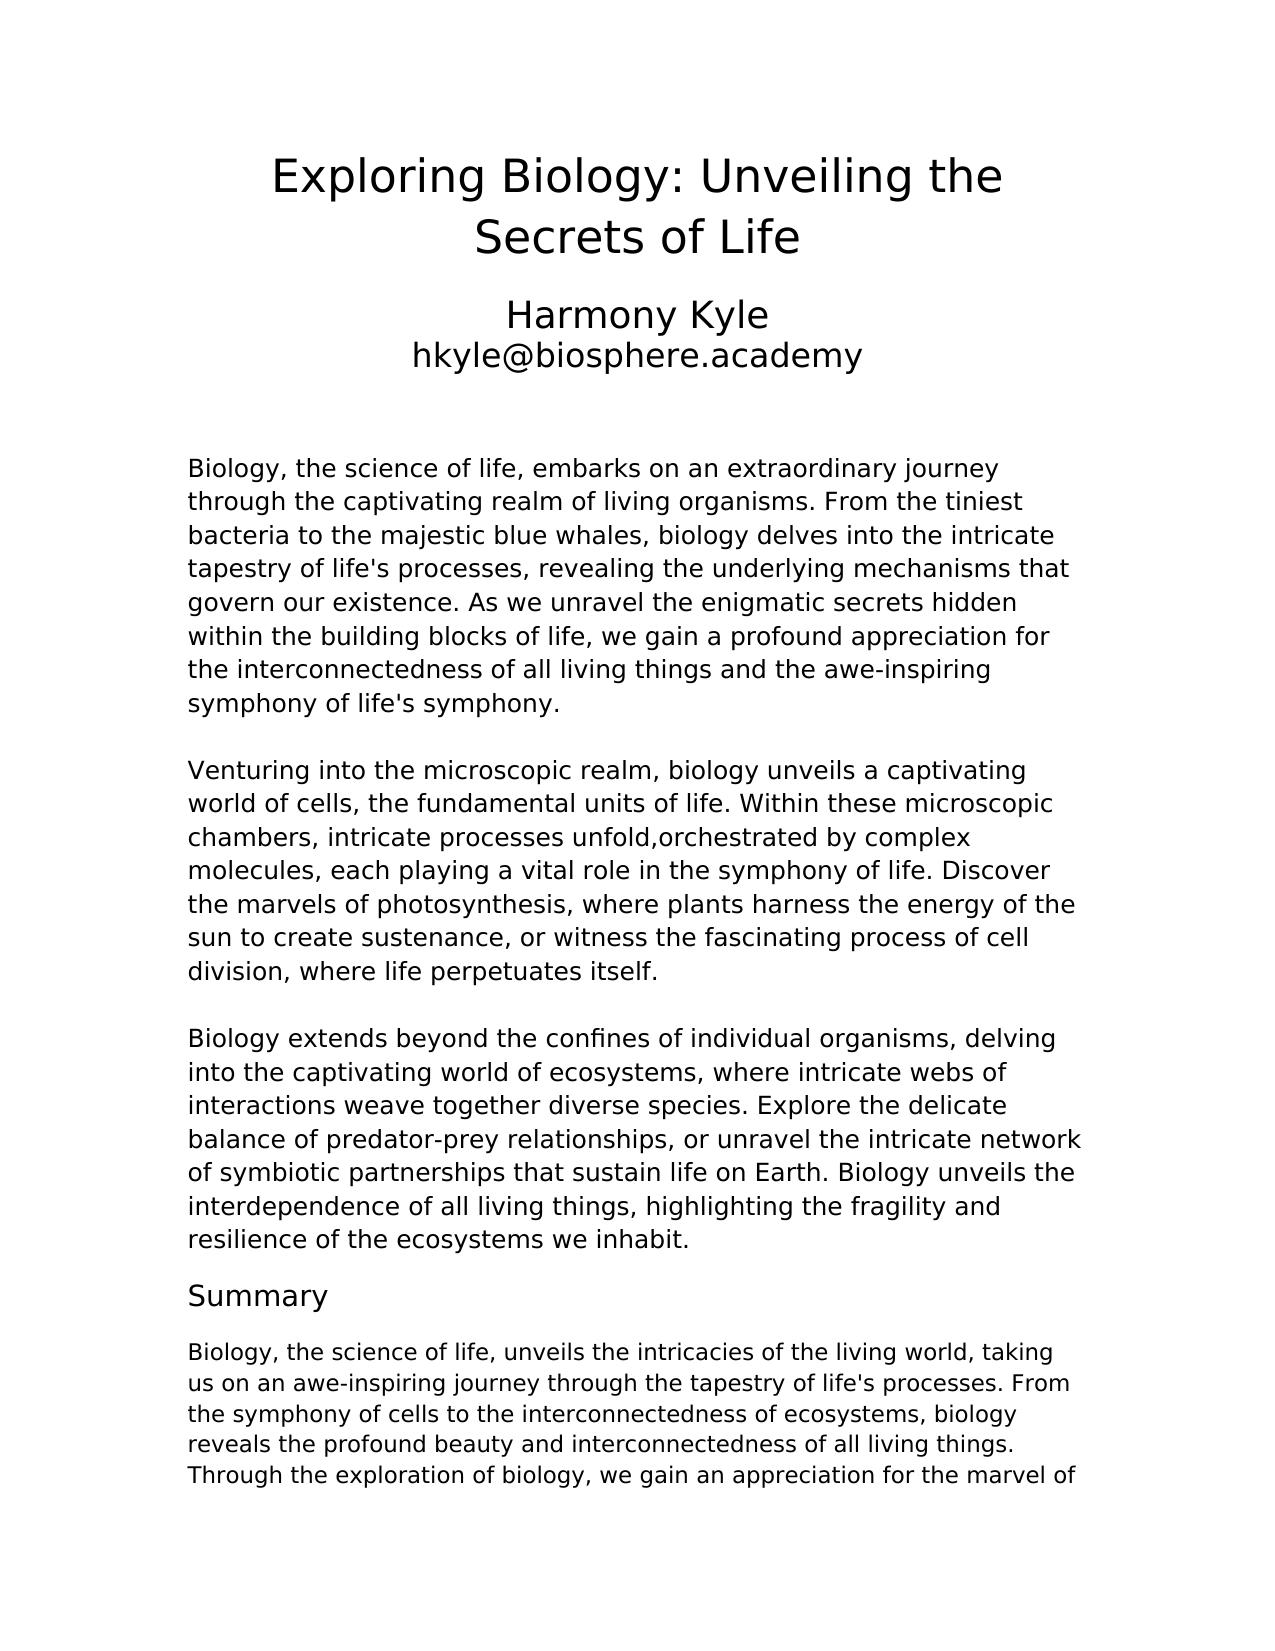 Exploring Biology: Unveiling the
Secrets of Life
Harmony Kyle
hkyle@biosphere.academy
Biology, the science of life, embarks on an extraordinary journey
through the captivating realm of living organisms. From the tiniest
bacteria to the majestic blue whales, biology delves into the intricate
tapestry of life's processes, revealing the underlying mechanisms that
govern our existence. As we unravel the enigmatic secrets hidden
within the building blocks of life, we gain a profound appreciation for
the interconnectedness of all living things and the awe-inspiring
symphony of life's symphony.
Venturing into the microscopic realm, biology unveils a captivating
world of cells, the fundamental units of life. Within these microscopic
chambers, intricate processes unfold,orchestrated by complex
molecules, each playing a vital role in the symphony of life. Discover
the marvels of photosynthesis, where plants harness the energy of the
sun to create sustenance, or witness the fascinating process of cell
division, where life perpetuates itself.
Biology extends beyond the confines of individual organisms, delving
into the captivating world of ecosystems, where intricate webs of
interactions weave together diverse species. Explore the delicate
balance of predator-prey relationships, or unravel the intricate network
of symbiotic partnerships that sustain life on Earth. Biology unveils the
interdependence of all living things, highlighting the fragility and
resilience of the ecosystems we inhabit.
Summary
Biology, the science of life, unveils the intricacies of the living world, taking
us on an awe-inspiring journey through the tapestry of life's processes. From
the symphony of cells to the interconnectedness of ecosystems, biology
reveals the profound beauty and interconnectedness of all living things.
Through the exploration of biology, we gain an appreciation for the marvel of